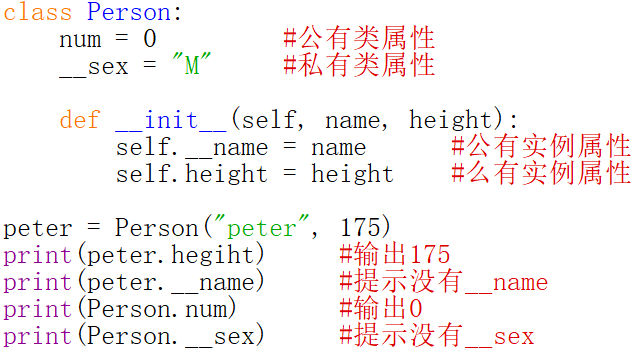 class Person:
    num = 0         #公有类属性
    __sex = "M"     #私有类属性
    def __init__(self, name, height):
        self.__name = name      #公有实例属性
        self.height = height    #么有实例属性
peter = Person("peter", 175)
print(peter.hegiht)     #输出175
print(peter.__name)     #提示没有__name
print(Person.num)       #输出0
print(Person.__sex)     #提示没有__sex